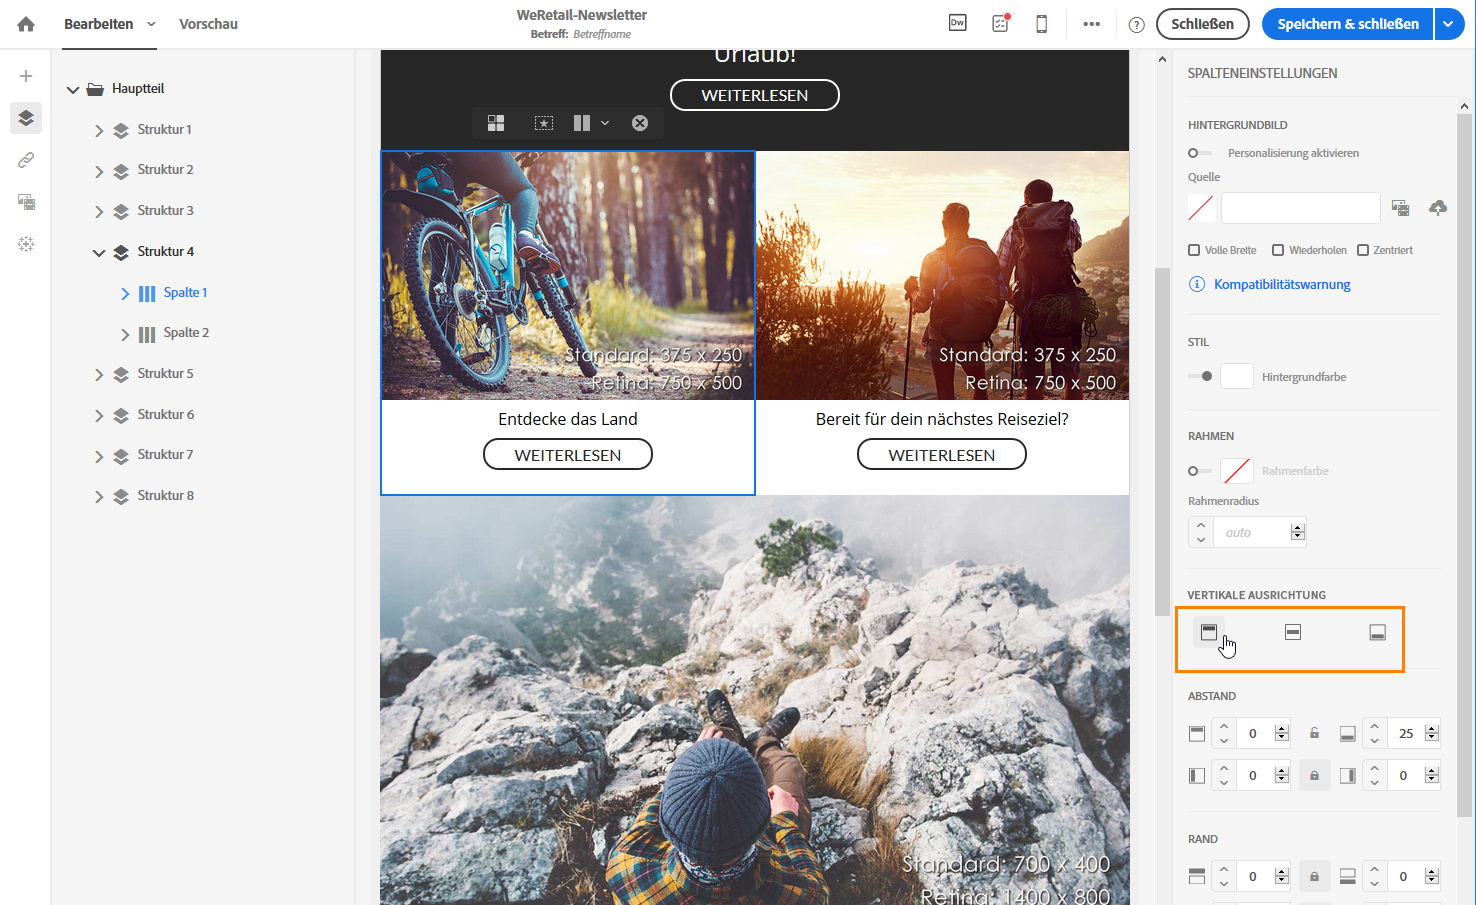 Bearbeiten
Vorschau
WeRetail-Newsletter
Betreff: Betreffname
Dw
Schließen
Speichern & schließen
Hauptteil
Struktur 1
Struktur 2
Struktur 3
Struktur 4
Spalte 1
Spalte 2
Struktur 5
Struktur 6
Struktur 7
Struktur 8
Urlaub!
WEITERLESEN
Standard: 375 x 250
Retina: 750 x 500
Entdecke das Land
WEITERLESEN
Standard: 375 x 250
Retina: 750 x 500
Bereit für dein nächstes Reiseziel?
WEITERLESEN
Standard: 700 x 400
Retina: 1400 x 800
SPALTENEINSTELLUNGEN
HINTERGRUNDBILD
Personalisierung aktivieren
Quelle
Volle Breite Wiederholen Zentriert
Kompatibilitätswarnung
STIL
Hintergrundfarbe
RAHMEN
Rahmenfarbe
Rahmenradius
auto
VERTIKALE AUSRICHTUNG
ABSTAND
0 25
0 0
RAND
0 0